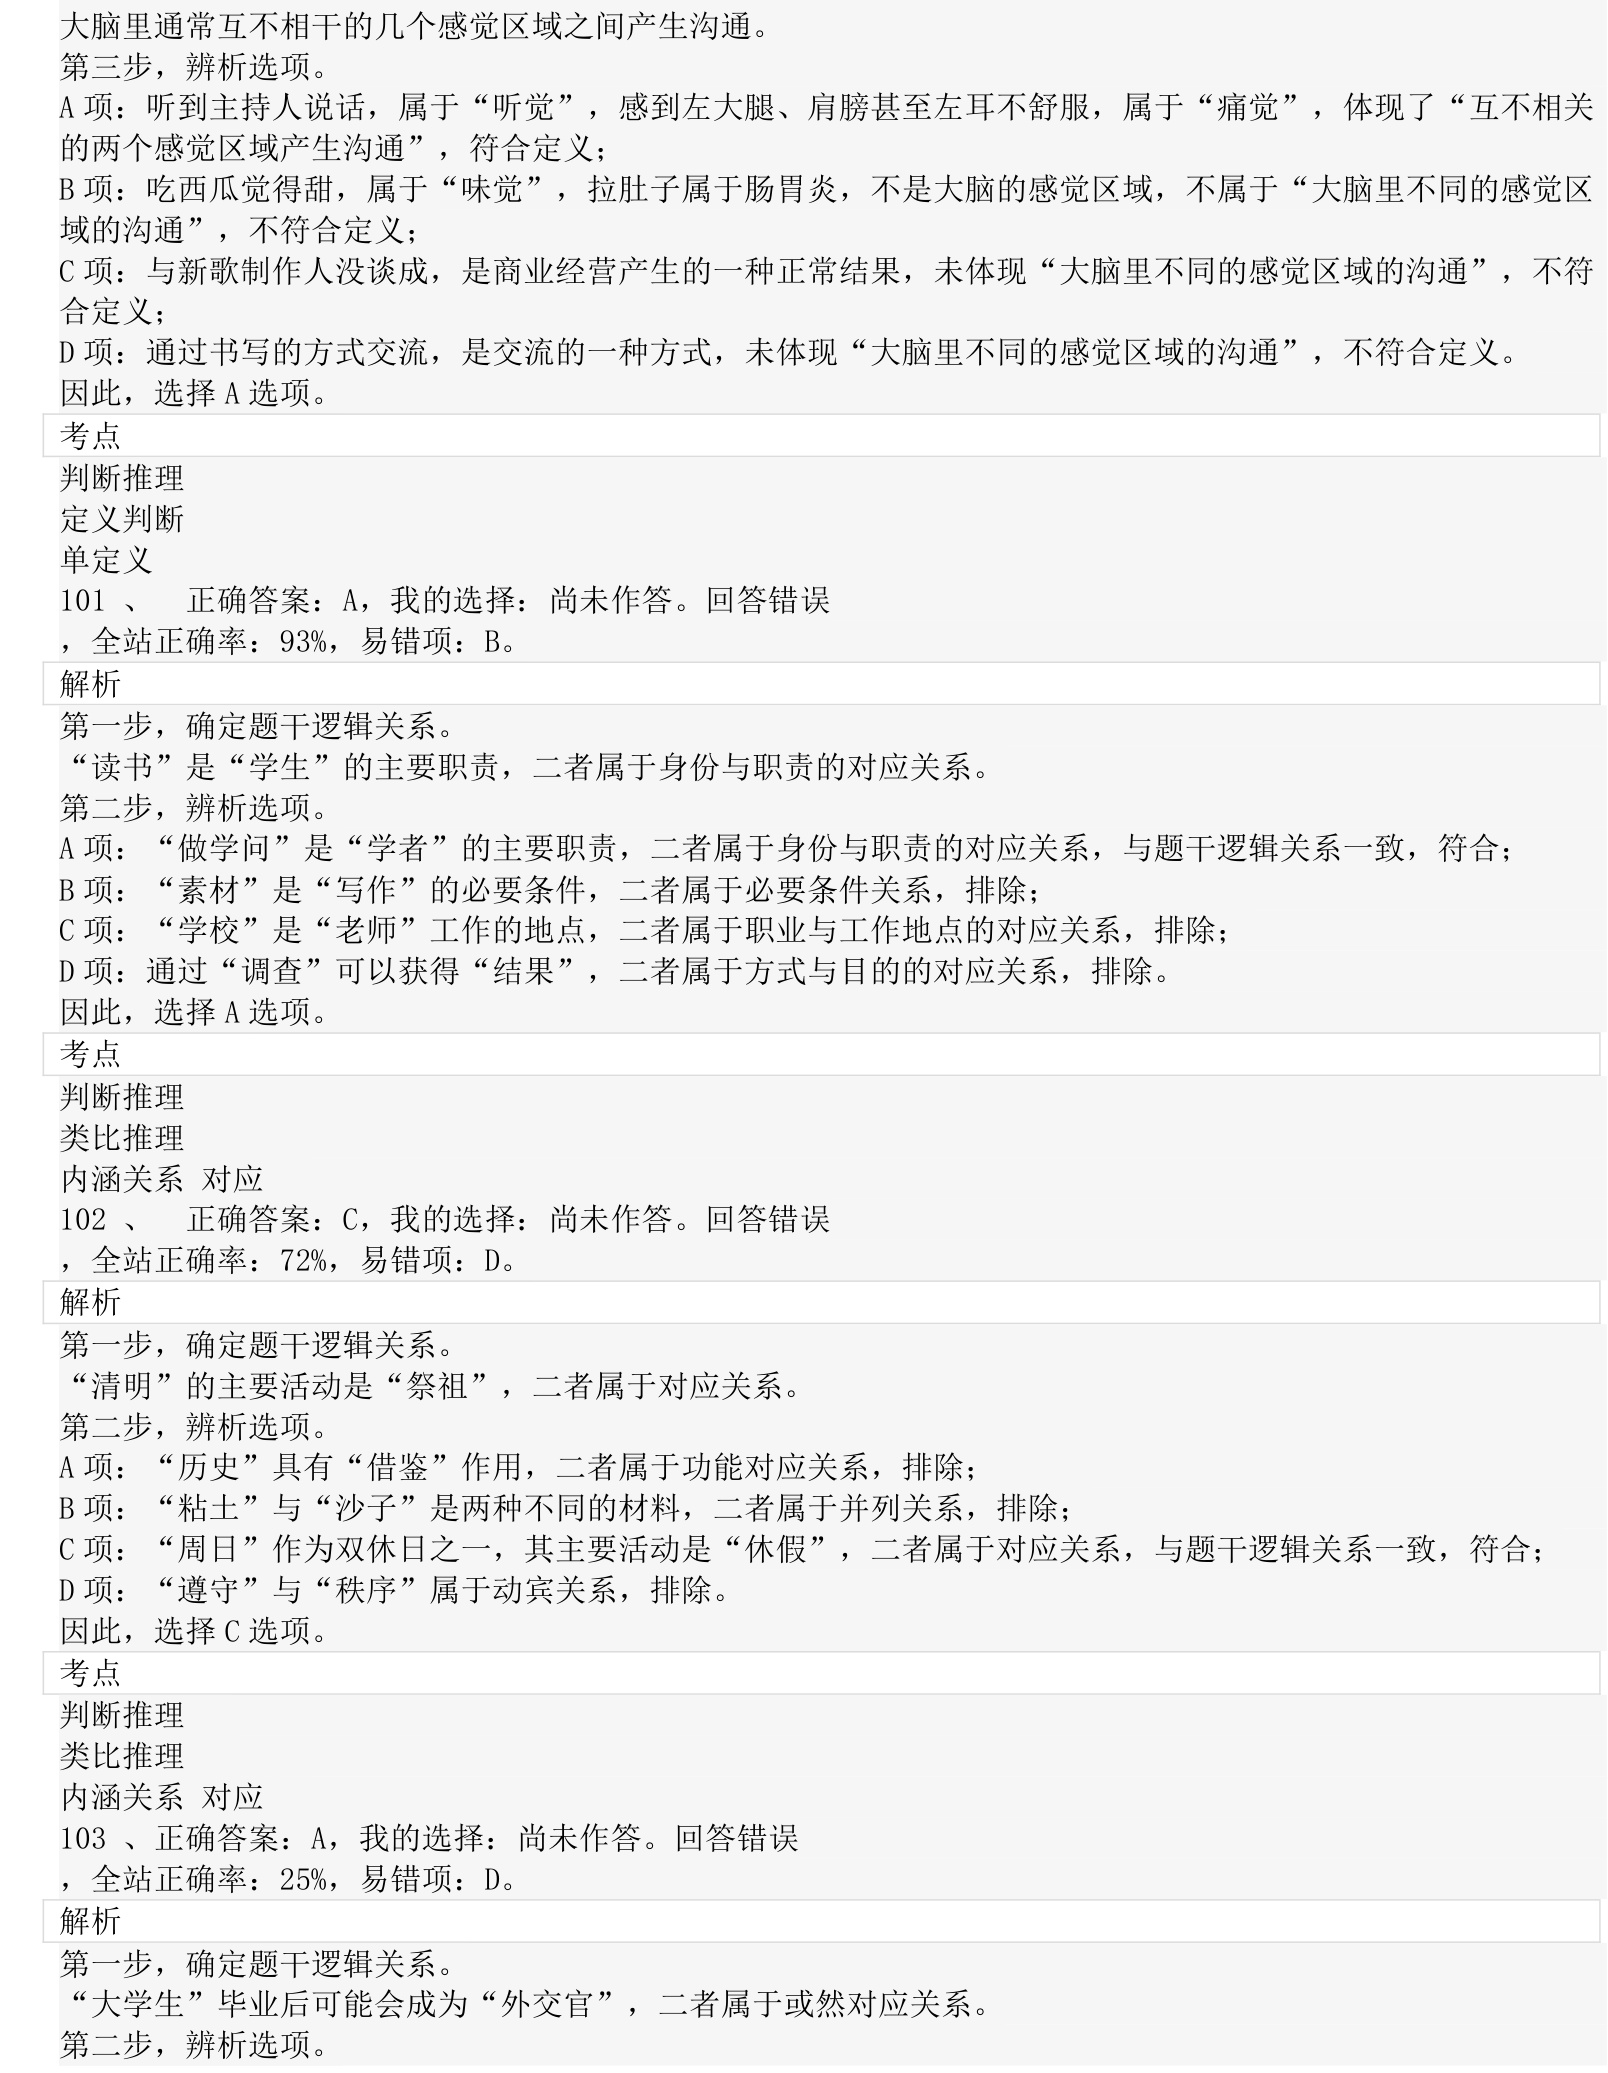 大脑里通常互不相干的几个感觉区域之间产生沟通。
第三步，辨析选项。
A 项：听到主持人说话，属于“听觉”，感到左大腿、肩膀甚至左耳不舒服，属于“痛觉”，体现了“互不相关
的两个感觉区域产生沟通”，符合定义；
B 项：吃西瓜觉得甜，属于“味觉”，拉肚子属于肠胃炎，不是大脑的感觉区域，不属于“大脑里不同的感觉区
域的沟通”，不符合定义；
C 项：与新歌制作人没谈成，是商业经营产生的一种正常结果，未体现“大脑里不同的感觉区域的沟通”，不符
合定义；
D 项：通过书写的方式交流，是交流的一种方式，未体现“大脑里不同的感觉区域的沟通”，不符合定义。
因此，选择 A 选项。
考点
判断推理
定义判断
单定义
101 、 正确答案：A，我的选择：尚未作答。回答错误
，全站正确率：93%，易错项：B。
解析
第一步，确定题干逻辑关系。
“读书”是“学生”的主要职责，二者属于身份与职责的对应关系。
第二步，辨析选项。
A 项：“做学问”是“学者”的主要职责，二者属于身份与职责的对应关系，与题干逻辑关系一致，符合；
B 项：“素材”是“写作”的必要条件，二者属于必要条件关系，排除；
C 项：“学校”是“老师”工作的地点，二者属于职业与工作地点的对应关系，排除；
D 项：通过“调查”可以获得“结果”，二者属于方式与目的的对应关系，排除。
因此，选择 A 选项。
考点
判断推理
类比推理
内涵关系 对应
102 、 正确答案：C，我的选择：尚未作答。回答错误
，全站正确率：72%，易错项：D。
解析
第一步，确定题干逻辑关系。
“清明”的主要活动是“祭祖”，二者属于对应关系。
第二步，辨析选项。
A 项：“历史”具有“借鉴”作用，二者属于功能对应关系，排除；
B 项：“粘土”与“沙子”是两种不同的材料，二者属于并列关系，排除；
C 项：“周日”作为双休日之一，其主要活动是“休假”，二者属于对应关系，与题干逻辑关系一致，符合；
D 项：“遵守”与“秩序”属于动宾关系，排除。
因此，选择 C 选项。
考点
判断推理
类比推理
内涵关系 对应
103 、正确答案：A，我的选择：尚未作答。回答错误
，全站正确率：25%，易错项：D。
解析
第一步，确定题干逻辑关系。
“大学生”毕业后可能会成为“外交官”，二者属于或然对应关系。
第二步，辨析选项。